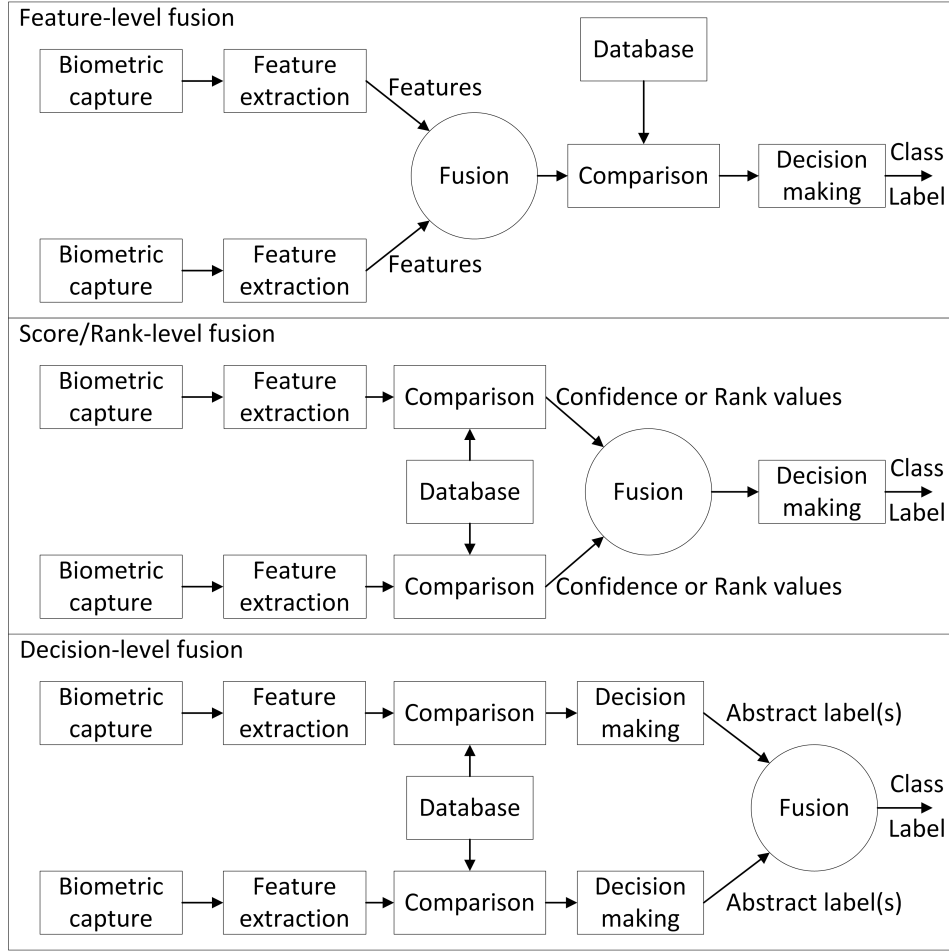 Feature-level fusion
Biometric
capture
Feature
extraction
Features
Database
Fusion
Comparison
Decision
making
Class
Label
Biometric
capture
Feature
extraction
Features
Score/Rank-level fusion
Biometric
capture
Feature
extraction
Comparison
Confidence or Rank values
Database
Fusion
Decision
making
Class
Label
Biometric
capture
Feature
extraction
Comparison
Confidence or Rank values
Decision-level fusion
Biometric
capture
Feature
extraction
Comparison
Decision
making
Abstract label(s)
Database
Fusion
Class
Label
Biometric
capture
Feature
extraction
Comparison
Decision
making
Abstract label(s)